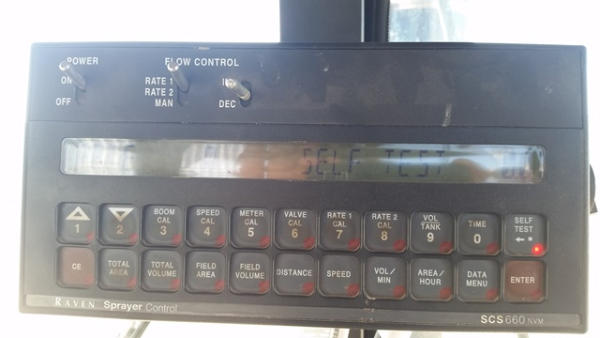 POWER FLOW CONTROL
ON RATE 1
RATE 2
OFF MAN DEC
SELF TEST
1 2 BOOM CAL 3 SPEED CAL 4 METER CAL 5 VALVE CAL 6 RATE 1 CAL 7 RATE 2 CAL 8 VOL TANK 9 TIME 0 SELF TEST
CE TOTAL AREA TOTAL VOLUME FIELD AREA FIELD VOLUME DISTANCE SPEED VOL/MIN AREA/HOUR DATA MENU ENTER
RAVEN Sprayer Control SCS660 NVM